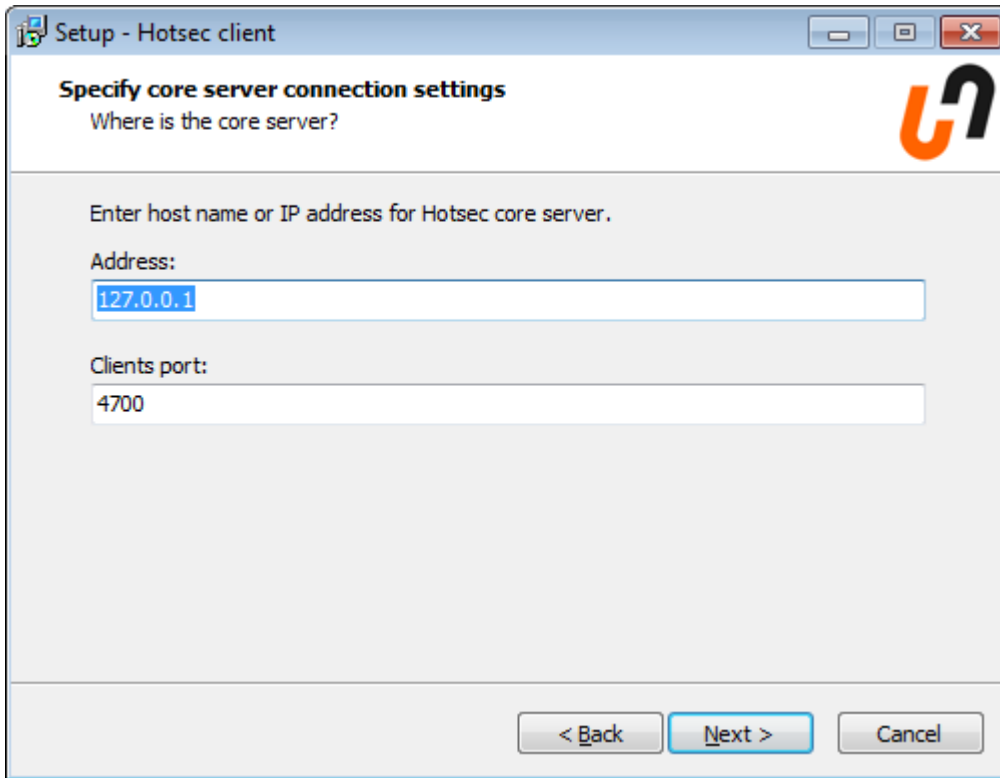 Setup - Hotsec client
Specify core server connection settings
Where is the core server?
Enter host name or IP address for Hotsec core server.
Address:
127.0.0.1
Clients port:
4700
< Back Next > Cancel